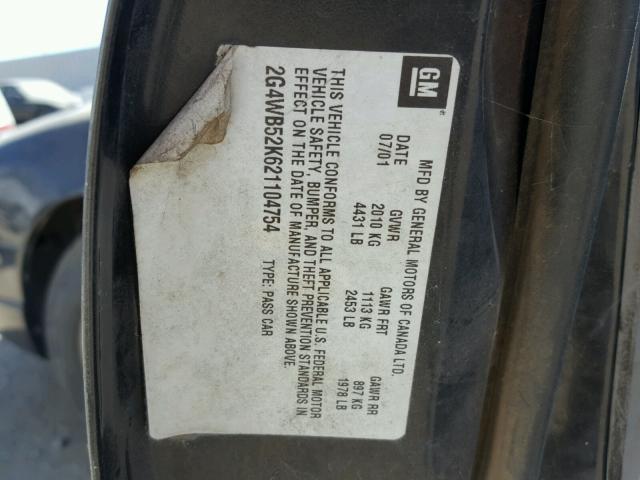 GM
MFD BY GENERAL MOTORS OF CANADA LTD.
DATE GVWR GAWR FRT GAWR RR
07/01 2010 KG 1113 KG 897 KG
4431 LB 2453 LB 1978 LB
THIS VEHICLE CONFORMS TO ALL APPLICABLE U.S. FEDERAL MOTOR
VEHICLE SAFETY, BUMPER, AND THEFT PREVENTION STANDARDS IN
EFFECT ON THE DATE OF MANUFACTURE SHOWN ABOVE.
2G4WB52K621104754 TYPE: PASS CAR